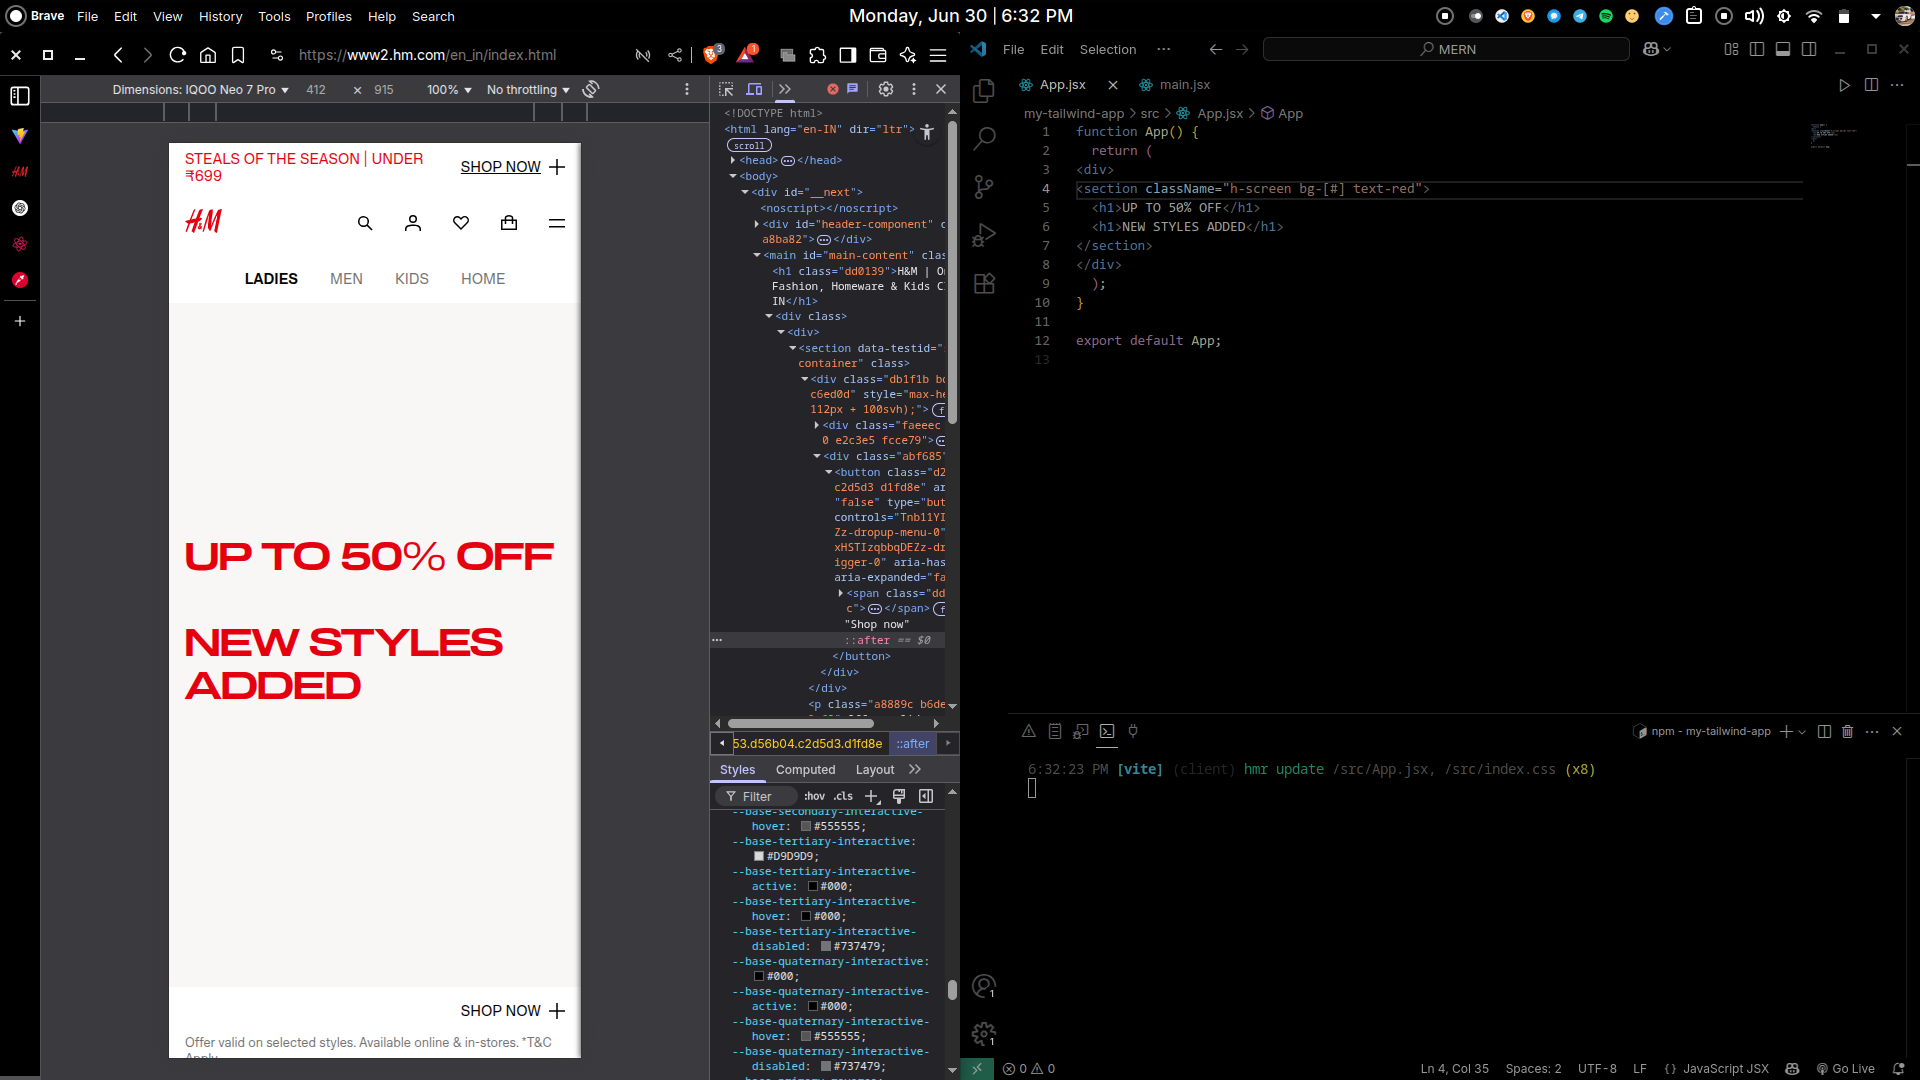 Brave File Edit View History Tools Profiles Help Search
Monday, Jun 30 | 6:32 PM
https://www2.hm.com/en_in/index.html
3
1
Dimensions: IQOO Neo 7 Pro ▾ 412 × 915 100% ▾ No throttling ▾
STEALS OF THE SEASON | UNDER
₹699
SHOP NOW
H&M
LADIES MEN KIDS HOME
UP TO 50% OFF
NEW STYLES
ADDED
SHOP NOW
Offer valid on selected styles. Available online & in-stores. *T&C
<!DOCTYPE html>
<html lang="en-IN" dir="ltr">
scroll
<head> ⋯ </head>
<body>
<div id="__next">
<noscript></noscript>
<div id="header-component" c
a8ba82"> ⋯ </div>
<main id="main-content" clas
<h1 class="dd0139">H&M | O
Fashion, Homeware & Kids C
IN</h1>
<div class>
<div>
<section data-testid="
container" class>
<div class="db1f1b bc
c6ed0d" style="max-he
112px + 100svh);">
<div class="faeeec
0 e2c3e5 fcce79">
<div class="abf685"
<button class="d2
c2d5d3 d1fd8e" ar
"false" type="but
controls="Tnb11YI
Zz-dropup-menu-0"
xHSTIzqbbqDEZz-dr
igger-0" aria-has
aria-expanded="fa
<span class="dd
c"> ⋯ </span>
"Shop now"
::after == $0
</button>
</div>
</div>
<p class="a8889c b6de
53.d56b04.c2d5d3.d1fd8e ::after
Styles Computed Layout
Filter :hov .cls
--base-secondary-interactive-
hover: #555555;
--base-tertiary-interactive:
#D9D9D9;
--base-tertiary-interactive-
active: #000;
--base-tertiary-interactive-
hover: #000;
--base-tertiary-interactive-
disabled: #737479;
--base-quaternary-interactive:
#000;
--base-quaternary-interactive-
active: #000;
--base-quaternary-interactive-
hover: #555555;
--base-quaternary-interactive-
disabled: #737479;
File Edit Selection ⋯
MERN
App.jsx main.jsx
my-tailwind-app > src > App.jsx > App
1 function App() {
2 return (
3 <div>
4 <section className="h-screen bg-[#] text-red">
5 <h1>UP TO 50% OFF</h1>
6 <h1>NEW STYLES ADDED</h1>
7 </section>
8 </div>
9 );
10 }
11
12 export default App;
13
npm - my-tailwind-app
6:32:23 PM [vite] (client) hmr update /src/App.jsx, /src/index.css (x8)
1
1
0 0
Ln 4, Col 35 Spaces: 2 UTF-8 LF {} JavaScript JSX Go Live